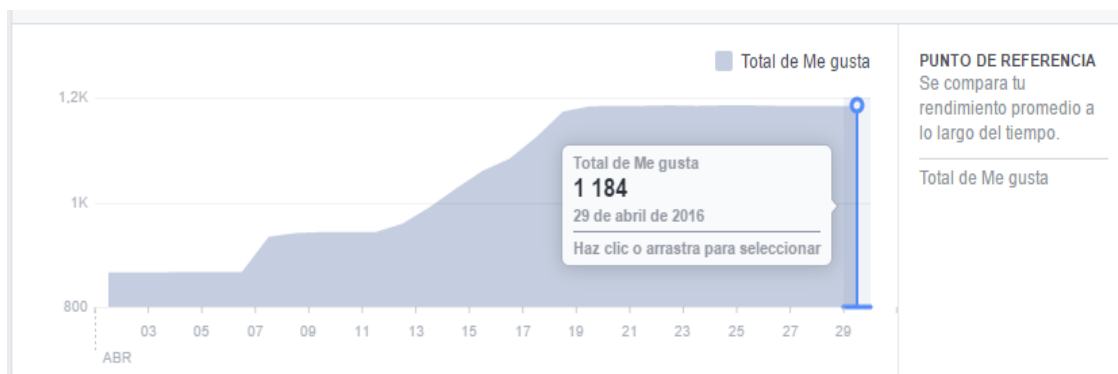 Total de Me gusta
1,2K
1K
800
Total de Me gusta
1 184
29 de abril de 2016
Haz clic o arrastra para seleccionar
03 05 07 09 11 13 15 17 19 21 23 25 27 29
ABR
PUNTO DE REFERENCIA
Se compara tu
rendimiento promedio a
lo largo del tiempo.
Total de Me gusta